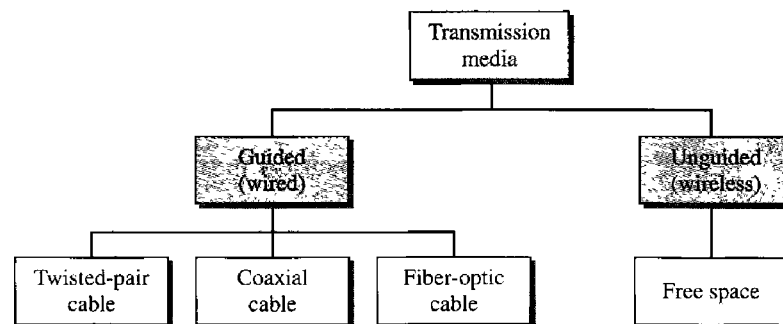 Transmission
media
Guided
(wired)
Unguided
(wireless)
Twisted-pair
cable
Coaxial
cable
Fiber-optic
cable
Free space